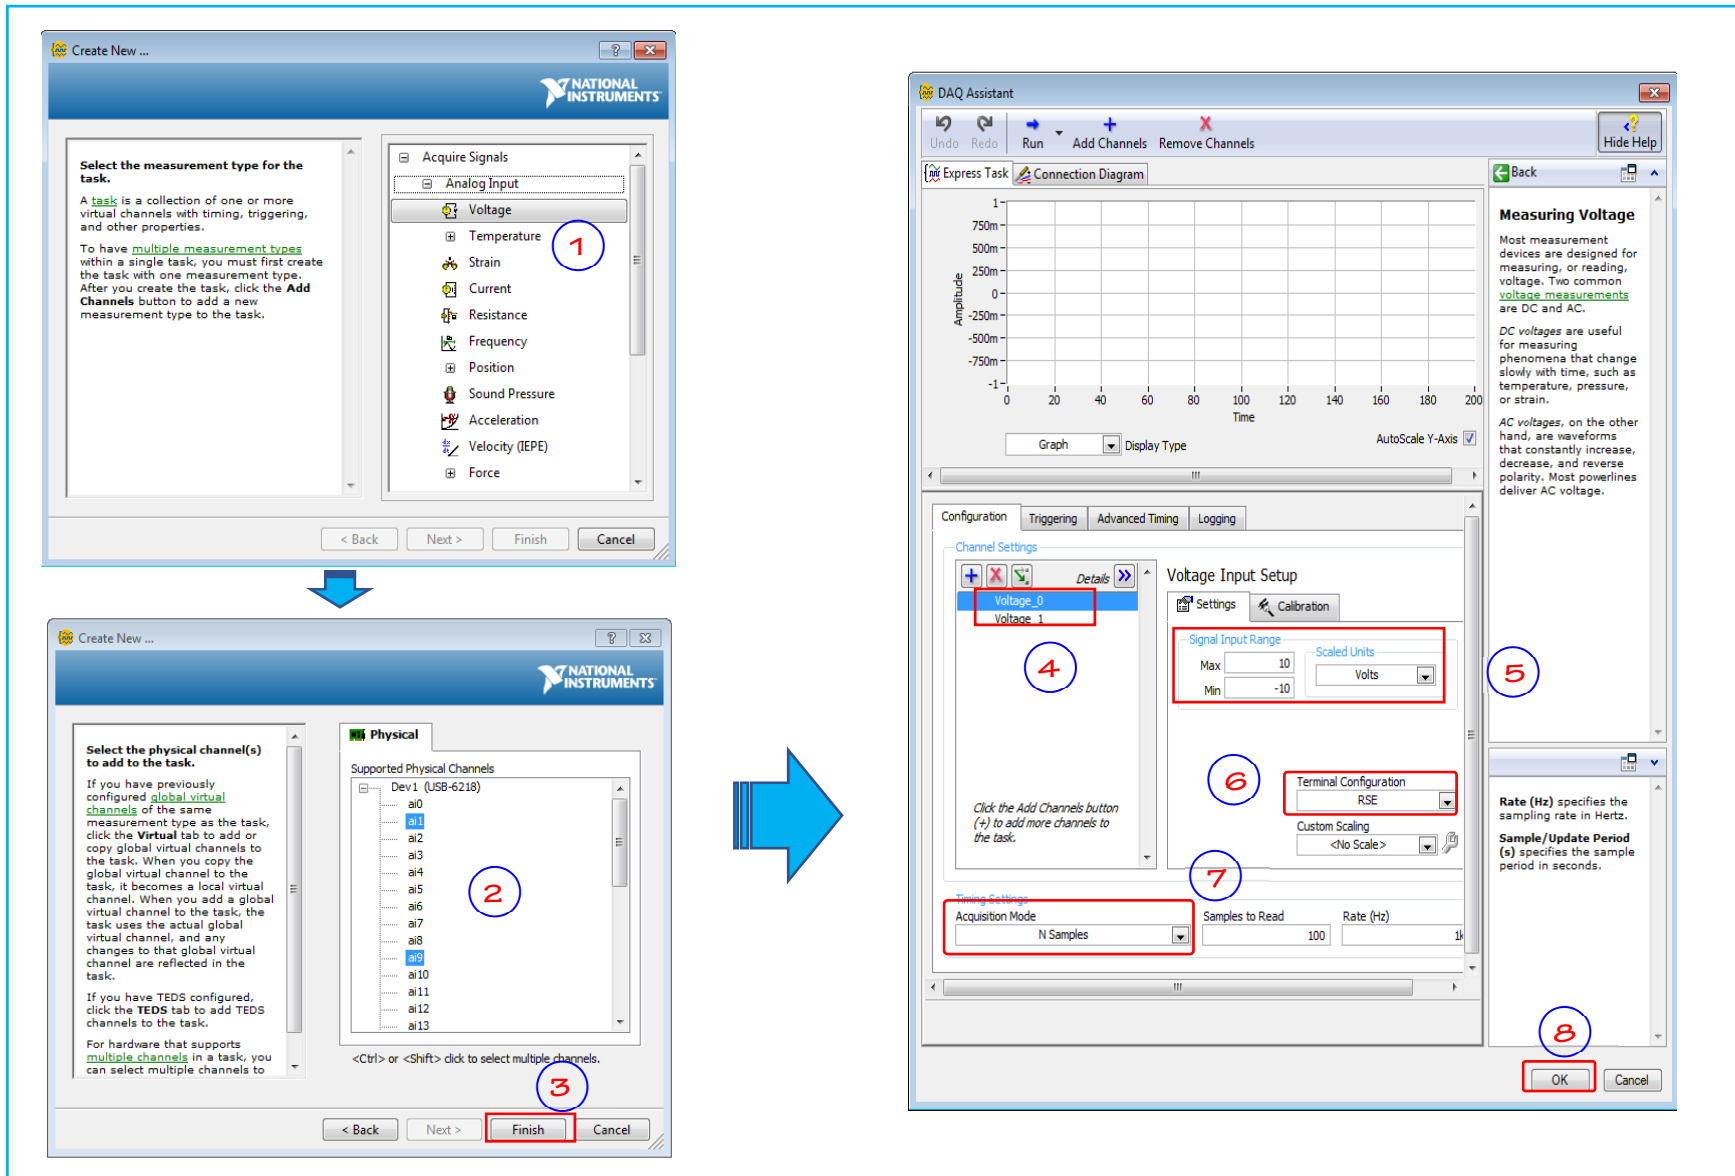 Create New ...
NATIONAL
INSTRUMENTS
Select the measurement type for the
task.
A task is a collection of one or more
virtual channels with timing, triggering,
and other properties.
To have multiple measurement types
within a single task, you must first create
the task with one measurement type.
After you create the task, click the Add
Channels button to add a new
measurement type to the task.
Acquire Signals
Analog Input
Voltage
Temperature
Strain
Current
Resistance
Frequency
Position
Sound Pressure
Acceleration
Velocity (IEPE)
Force
1
< Back
Next >
Finish
Cancel
Create New ...
NATIONAL
INSTRUMENTS
Select the physical channel(s)
to add to the task.
If you have previously
configured global virtual
channels of the same
measurement type as the task,
click the Virtual tab to add or
copy global virtual channels to
the task. When you copy the
global virtual channel to the
task, it becomes a local virtual
channel. When you add a global
virtual channel to the task, the
task uses the actual global
virtual channel, and any
changes to that global virtual
channel are reflected in the
task.
If you have TEDS configured,
click the TEDS tab to add TEDS
channels to the task.
For hardware that supports
multiple channels in a task, you
can select multiple channels to
Physical
Supported Physical Channels
Dev1 (USB-6218)
ai0
ai1
ai2
ai3
ai4
ai5
ai6
ai7
ai8
ai9
ai10
ai11
ai12
ai13
2
<Ctrl> or <Shift> click to select multiple channels.
3
< Back
Next >
Finish
Cancel
DAQ Assistant
Undo
Redo
Run
Add Channels
Remove Channels
Hide Help
Express Task
Connection Diagram
Amplitude
1
750m
500m
250m
0
-250m
-500m
-750m
-1
0 20 40 60 80 100 120 140 160 180 200
Time
Graph
Display Type
AutoScale Y-Axis
Configuration
Triggering
Advanced Timing
Logging
Channel Settings
Details
Voltage_0
Voltage_1
4
Click the Add Channels button
(+) to add more channels to
the task.
Voltage Input Setup
Settings
Calibration
Signal Input Range
Max 10
Min -10
Scaled Units
Volts
5
6
Terminal Configuration
RSE
Custom Scaling
<No Scale>
7
Timing Settings
Acquisition Mode
N Samples
Samples to Read
100
Rate (Hz)
1k
Back
Measuring Voltage
Most measurement
devices are designed for
measuring, or reading,
voltage. Two common
voltage measurements
are DC and AC.
DC voltages are useful
for measuring
phenomena that change
slowly with time, such as
temperature, pressure,
or strain.
AC voltages, on the other
hand, are waveforms
that constantly increase,
decrease, and reverse
polarity. Most powerlines
deliver AC voltage.
Rate (Hz) specifies the
sampling rate in Hertz.
Sample/Update Period
(s) specifies the sample
period in seconds.
8
OK
Cancel